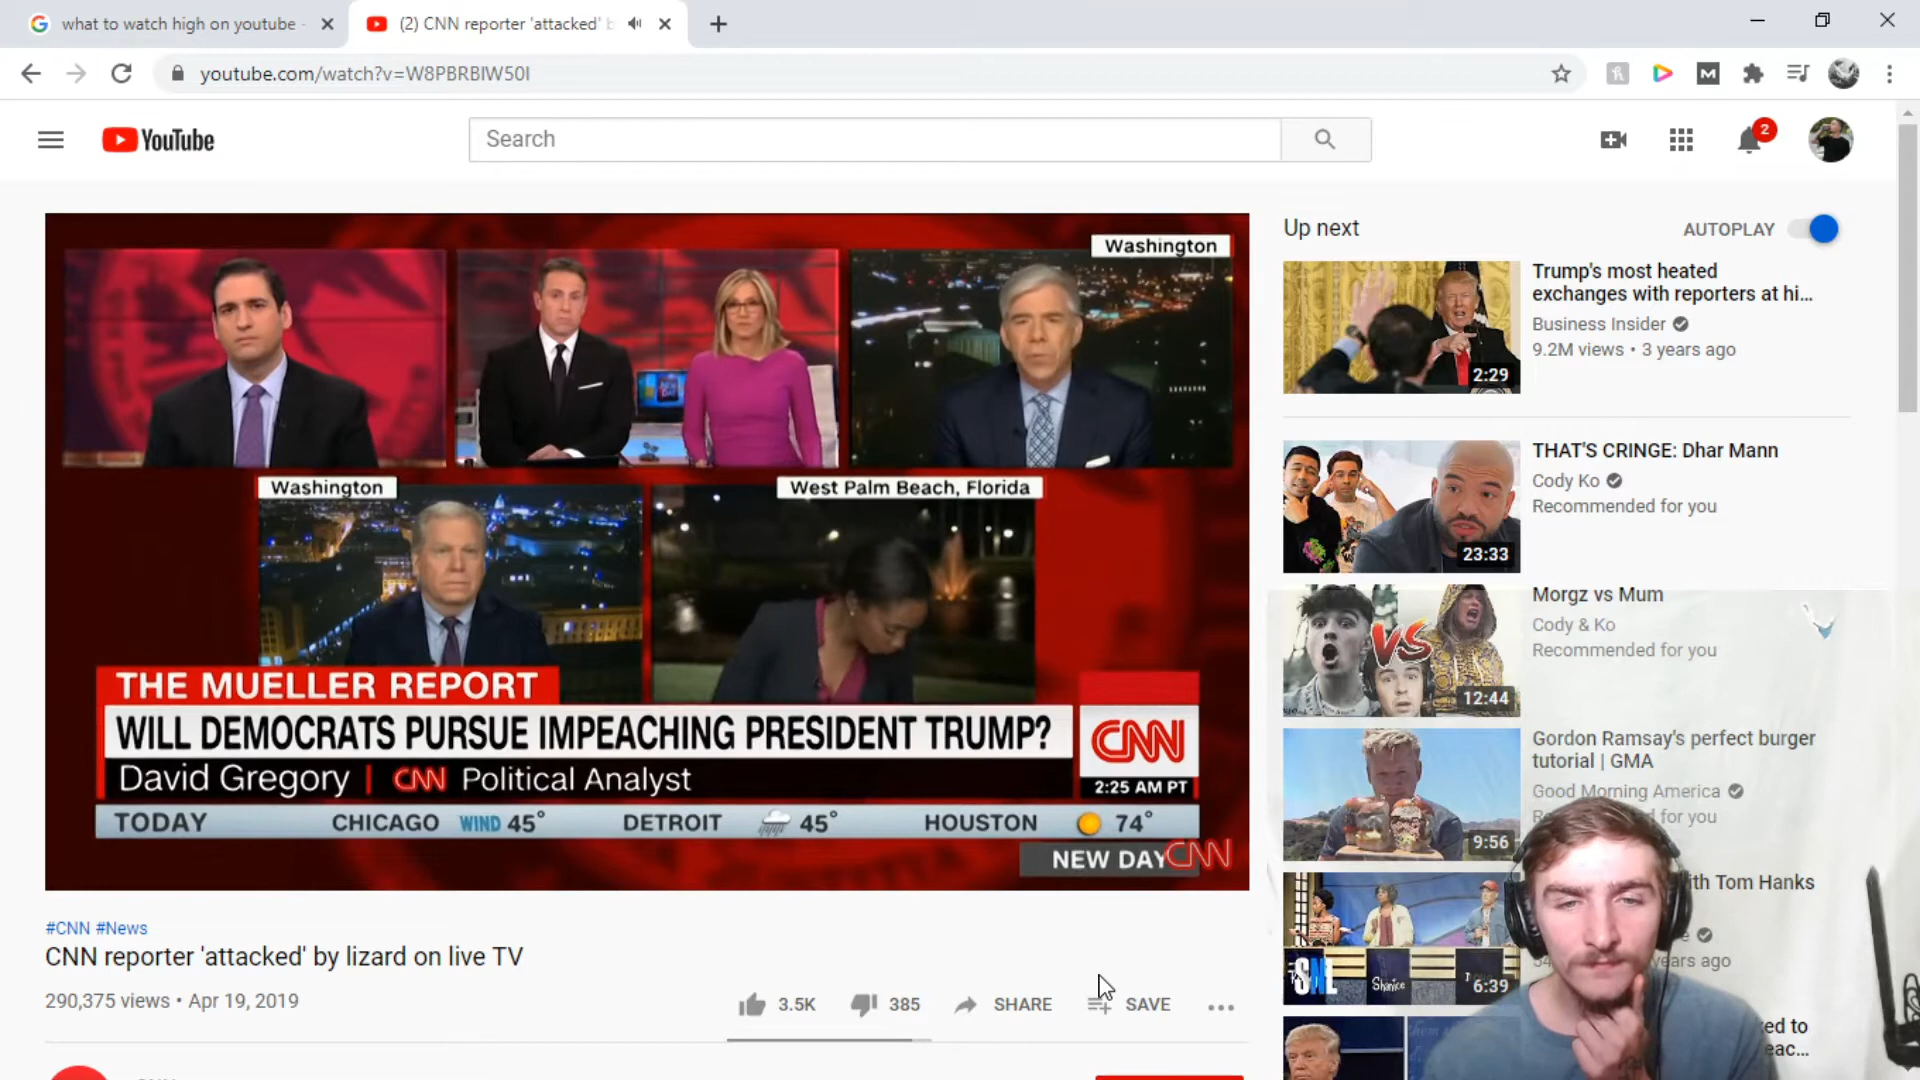 what to watch high on youtube -
(2) CNN reporter 'attacked' b
youtube.com/watch?v=W8PBRBlW50I
YouTube
Search
2
Washington
Washington
West Palm Beach, Florida
THE MUELLER REPORT
WILL DEMOCRATS PURSUE IMPEACHING PRESIDENT TRUMP?
David Gregory | CNN Political Analyst
CNN
2:25 AM PT
TODAY CHICAGO WIND 45° DETROIT 45° HOUSTON 74°
NEW DAY
CNN
#CNN #News
CNN reporter 'attacked' by lizard on live TV
290,375 views • Apr 19, 2019
3.5K 385 SHARE SAVE
Up next
AUTOPLAY
Trump's most heated
exchanges with reporters at hi...
Business Insider
9.2M views • 3 years ago
2:29
THAT'S CRINGE: Dhar Mann
Cody Ko
Recommended for you
23:33
Morgz vs Mum
Cody & Ko
Recommended for you
VS
12:44
Gordon Ramsay's perfect burger
tutorial | GMA
Good Morning America
for you
9:56
with Tom Hanks
years ago
SNL
Shanice
6:39